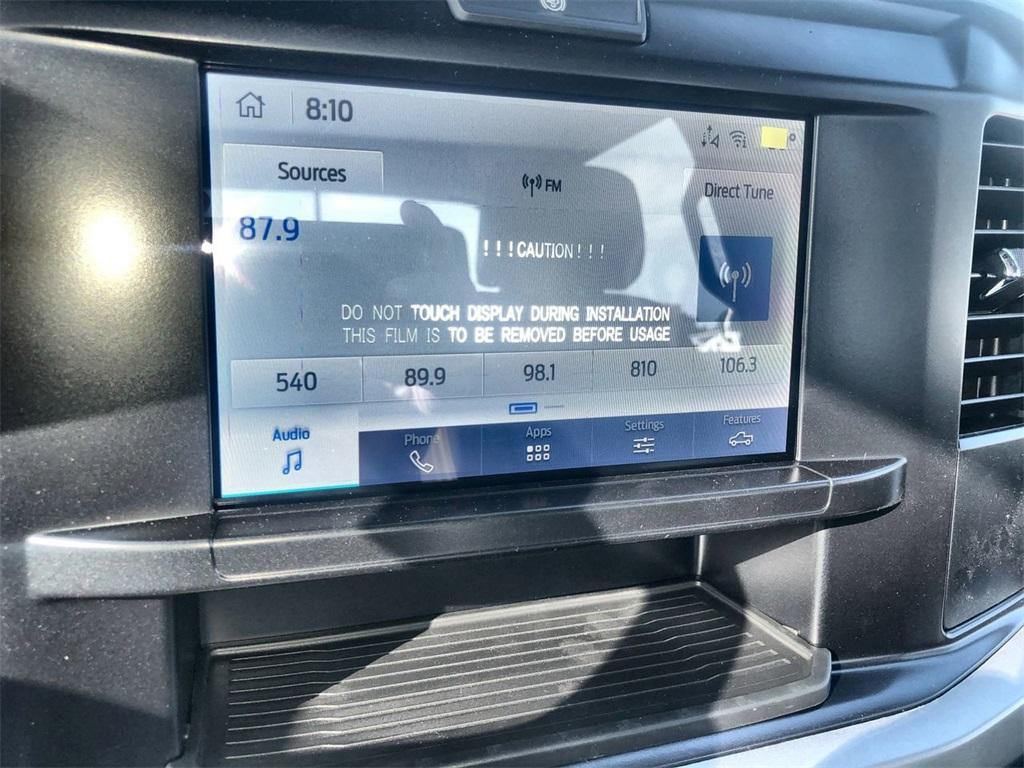 8:10
Sources
FM
Direct Tune
87.9
! ! ! CAUTION ! ! !
DO NOT TOUCH DISPLAY DURING INSTALLATION
THIS FILM IS TO BE REMOVED BEFORE USAGE
540 89.9 98.1 810 106.3
Audio Phone Apps Settings Features